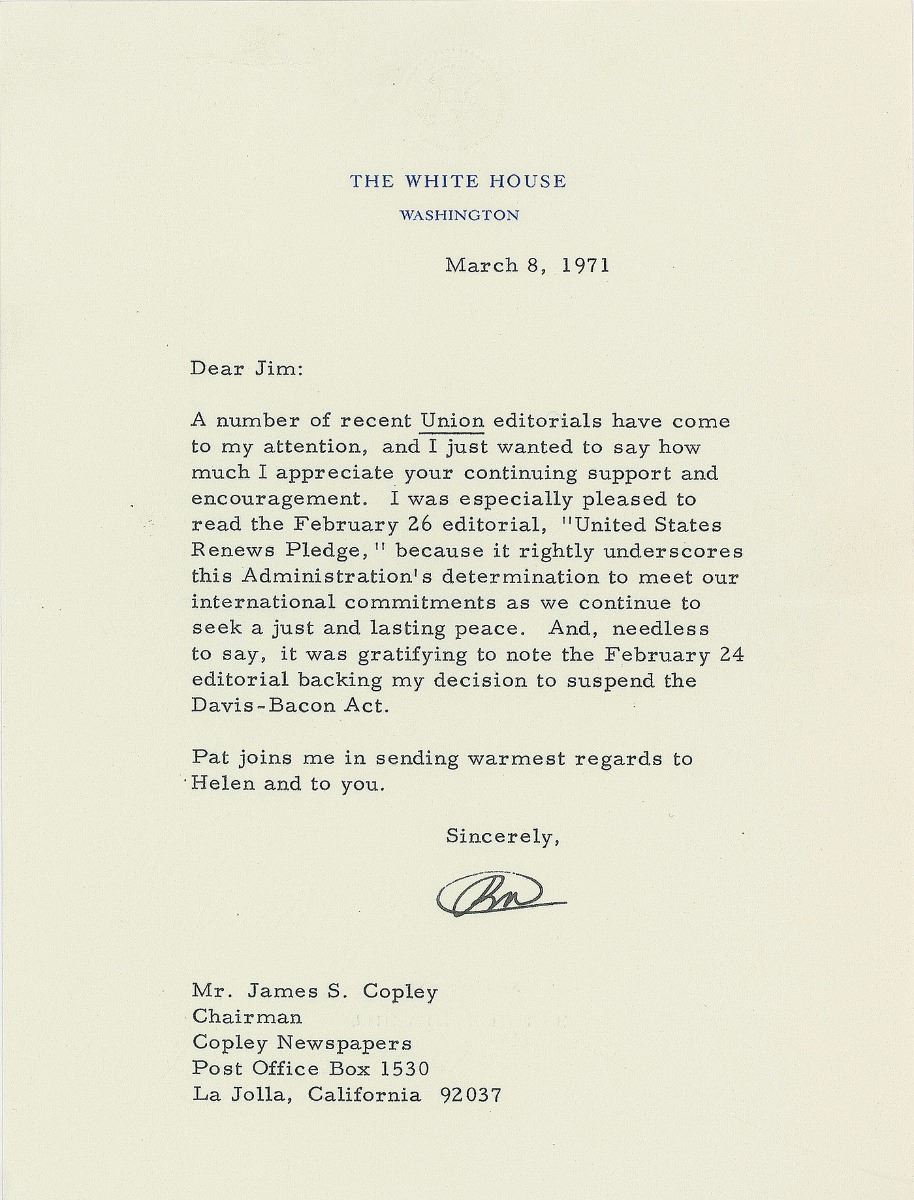 THE WHITE HOUSE
WASHINGTON
March 8, 1971
Dear Jim:
A number of recent Union editorials have come
to my attention, and I just wanted to say how
much I appreciate your continuing support and
encouragement. I was especially pleased to
read the February 26 editorial, "United States
Renews Pledge," because it rightly underscores
this Administration's determination to meet our
international commitments as we continue to
seek a just and lasting peace. And, needless
to say, it was gratifying to note the February 24
editorial backing my decision to suspend the
Davis-Bacon Act.
Pat joins me in sending warmest regards to
Helen and to you.
Sincerely,
RN
Mr. James S. Copley
Chairman
Copley Newspapers
Post Office Box 1530
La Jolla, California 92037